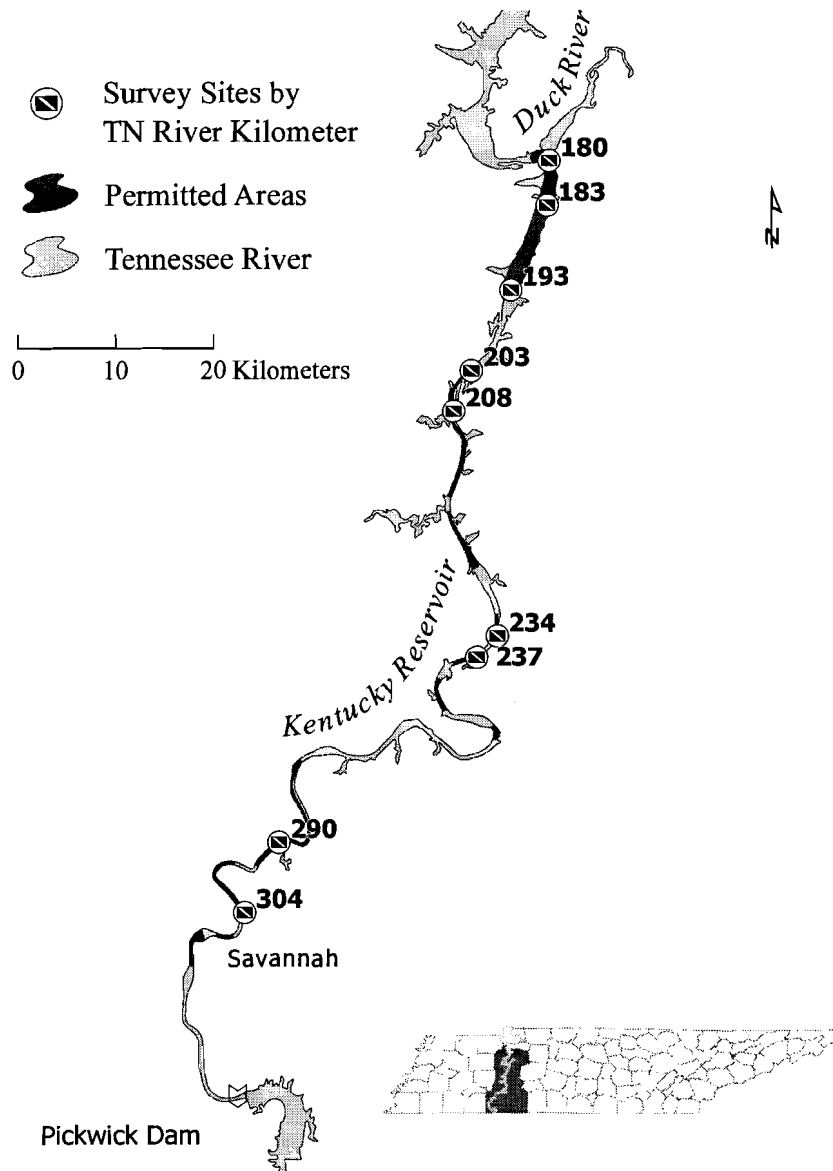 Survey Sites by
TN River Kilometer
Permitted Areas
Tennessee River
0 10 20 Kilometers
Duck River
180
183
N
193
203
208
234
237
Kentucky Reservoir
290
304
Savannah
Pickwick Dam